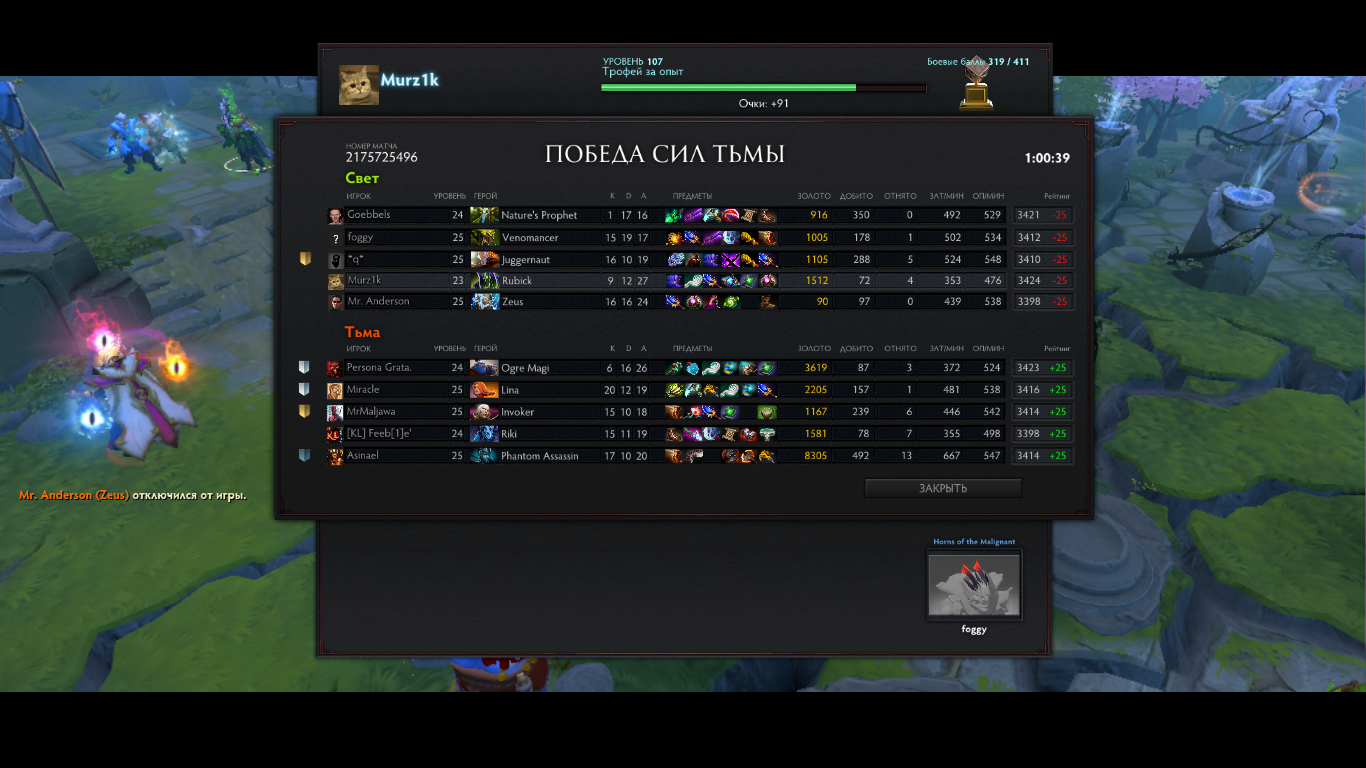 Murz1k
УРОВЕНЬ 107
Трофей за опыт
Боевые баллы 319 / 411
Очки: +91
НОМЕР МАТЧА
2175725496
ПОБЕДА СИЛ ТЬМЫ
1:00:39
Свет
ИГРОК УРОВЕНЬ ГЕРОЙ K D A ПРЕДМЕТЫ ЗОЛОТО ДОБИТО ОТНЯТО ЗАТ/МИН ОП/МИН Рейтинг
Goebbels 24 Nature's Prophet 1 17 16 916 350 0 492 529 3421 -25
? foggy 25 Venomancer 15 19 17 1005 178 1 502 534 3412 -25
*q* 25 Juggernaut 16 10 19 1105 288 5 524 548 3410 -25
Murz1k 23 Rubick 9 12 27 1512 72 4 353 476 3424 -25
Mr. Anderson 25 Zeus 16 16 24 90 97 0 439 538 3398 -25
Тьма
ИГРОК УРОВЕНЬ ГЕРОЙ K D A ПРЕДМЕТЫ ЗОЛОТО ДОБИТО ОТНЯТО ЗАТ/МИН ОП/МИН Рейтинг
Persona Grata. 24 Ogre Magi 6 16 26 3619 87 3 372 524 3423 +25
Miracle 25 Lina 20 12 19 2205 157 1 481 538 3416 +25
MrMaljawa 25 Invoker 15 10 18 1167 239 6 446 542 3414 +25
KL [KL] Feeb[1]e' 24 Riki 15 11 19 1581 78 7 355 498 3398 +25
Asinael 25 Phantom Assassin 17 10 20 8305 492 13 667 547 3414 +25
ЗАКРЫТЬ
Mr. Anderson (Zeus) отключился от игры.
Horns of the Malignant
foggy